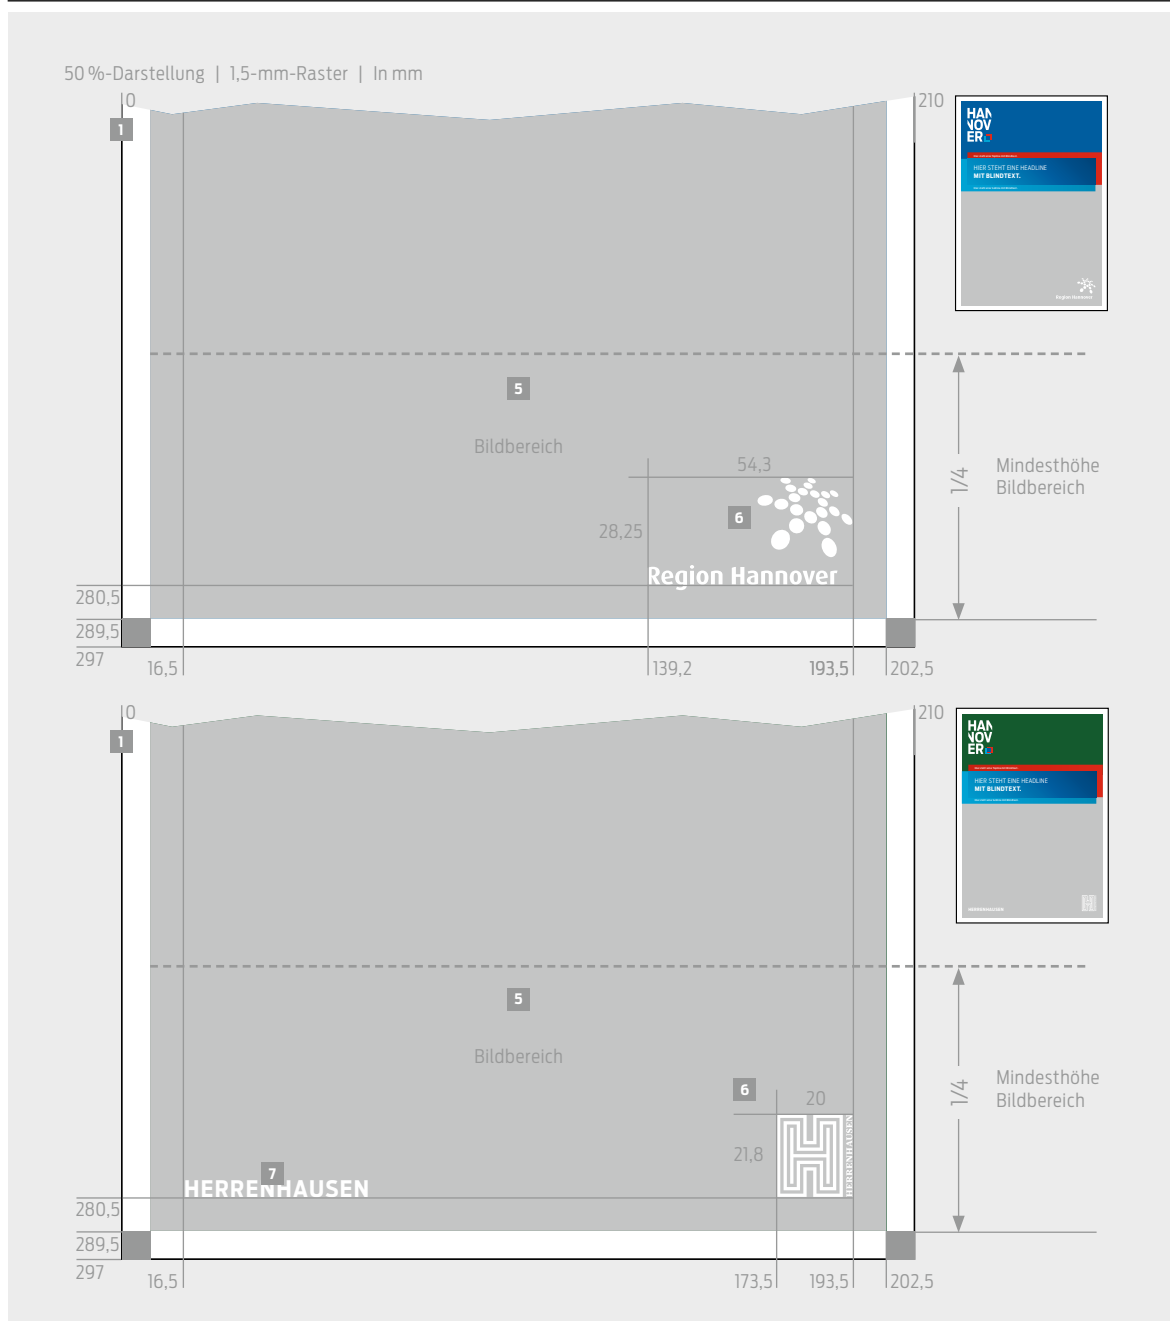 50 %-Darstellung | 1,5-mm-Raster | In mm
0
210
1
HAN
NOV
ER
HIER STEHT EINE HEADLINE
MIT BLINDTEXT.
Region Hannover
5
Bildbereich
54,3
6
28,25
Region Hannover
1/4
Mindesthöhe
Bildbereich
280,5
289,5
297
16,5
139,2
193,5
202,5
0
210
1
HAN
NOV
ER
HIER STEHT EINE HEADLINE
MIT BLINDTEXT.
HERRENHAUSEN
5
Bildbereich
6
20
21,8
HERRENHAUSEN
7
HERRENHAUSEN
1/4
Mindesthöhe
Bildbereich
280,5
289,5
297
16,5
173,5
193,5
202,5